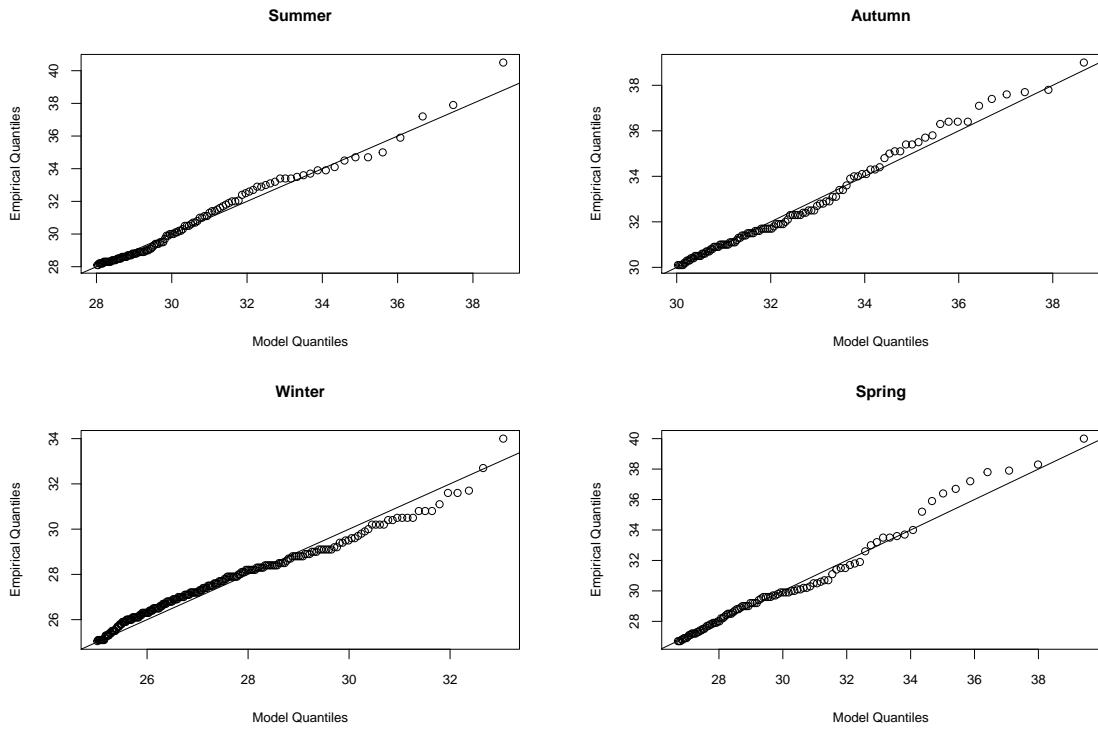 Summer
Empirical Quantiles
28 30 32 34 36 38 40
28 30 32 34 36 38
Model Quantiles
Autumn
Empirical Quantiles
30 32 34 36 38
30 32 34 36 38
Model Quantiles
Winter
Empirical Quantiles
26 28 30 32 34
26 28 30 32
Model Quantiles
Spring
Empirical Quantiles
28 30 32 34 36 38 40
28 30 32 34 36 38
Model Quantiles